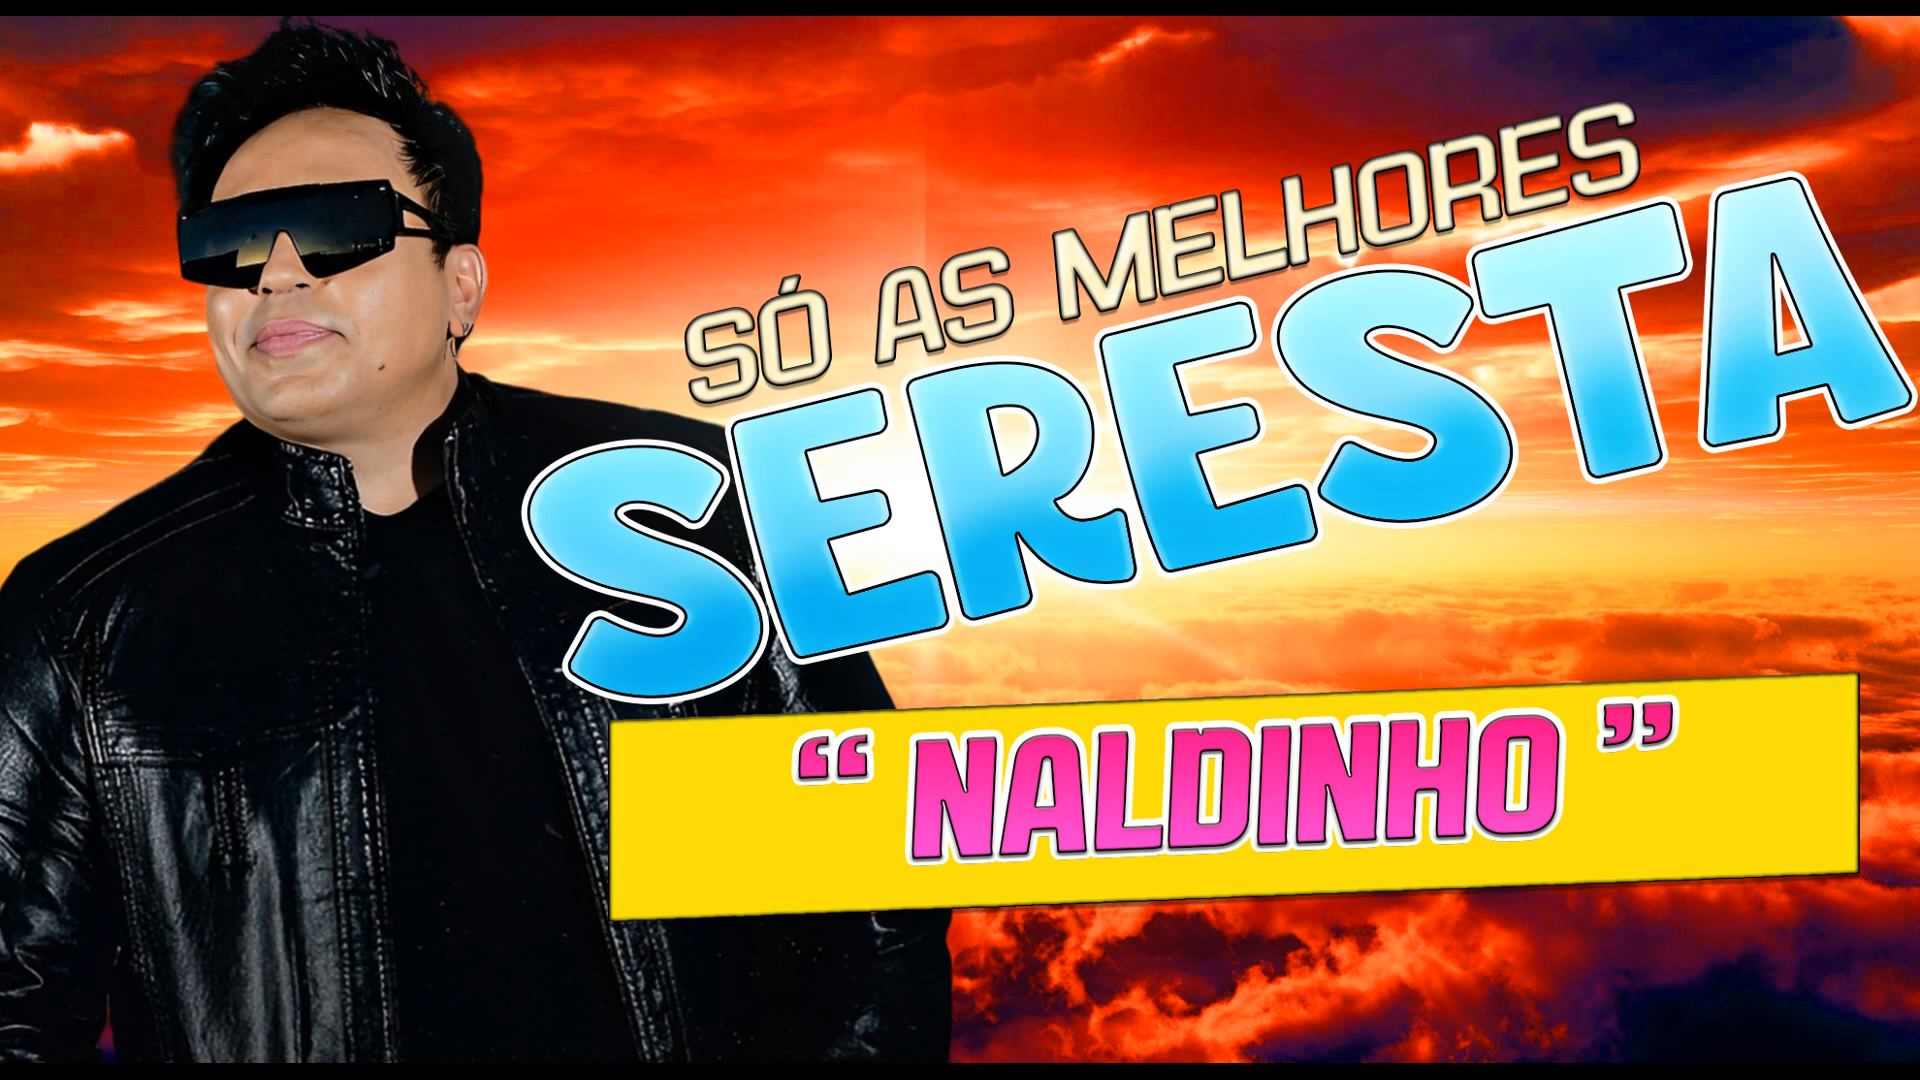 SÓ AS MELHORES
SERESTA
“ NALDINHO ”